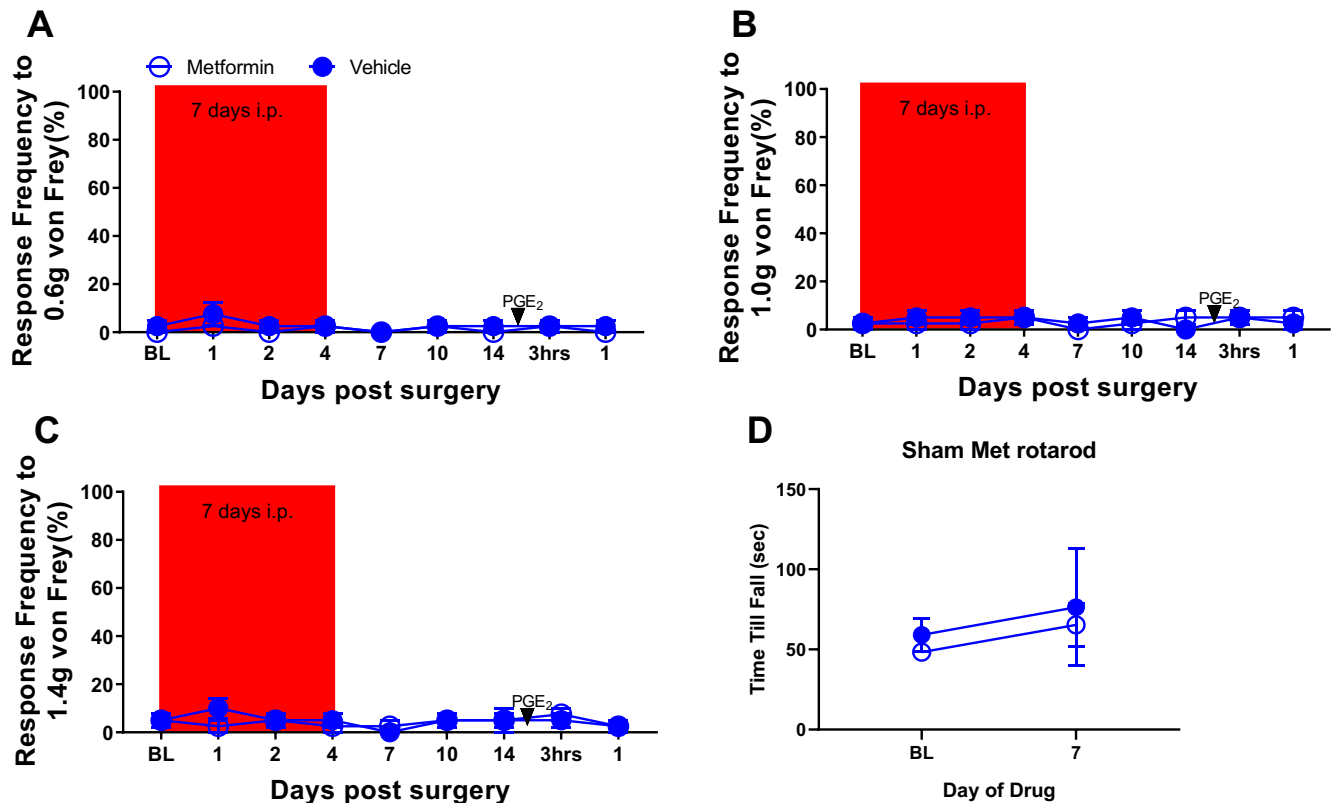 A
Metformin
Vehicle
Response Frequency to
0.6g von Frey(%)
100
80
60
40
20
0
7 days i.p.
PGE₂
BL 1 2 4 7 10 14 3hrs 1
Days post surgery
B
Response Frequency to
1.0g von Frey(%)
100
80
60
40
20
0
7 days i.p.
PGE₂
BL 1 2 4 7 10 14 3hrs 1
Days post surgery
C
Response Frequency to
1.4g von Frey(%)
100
80
60
40
20
0
7 days i.p.
PGE₂
BL 1 2 4 7 10 14 3hrs 1
Days post surgery
D
Sham Met rotarod
Time Till Fall (sec)
150
100
50
0
BL 7
Day of Drug